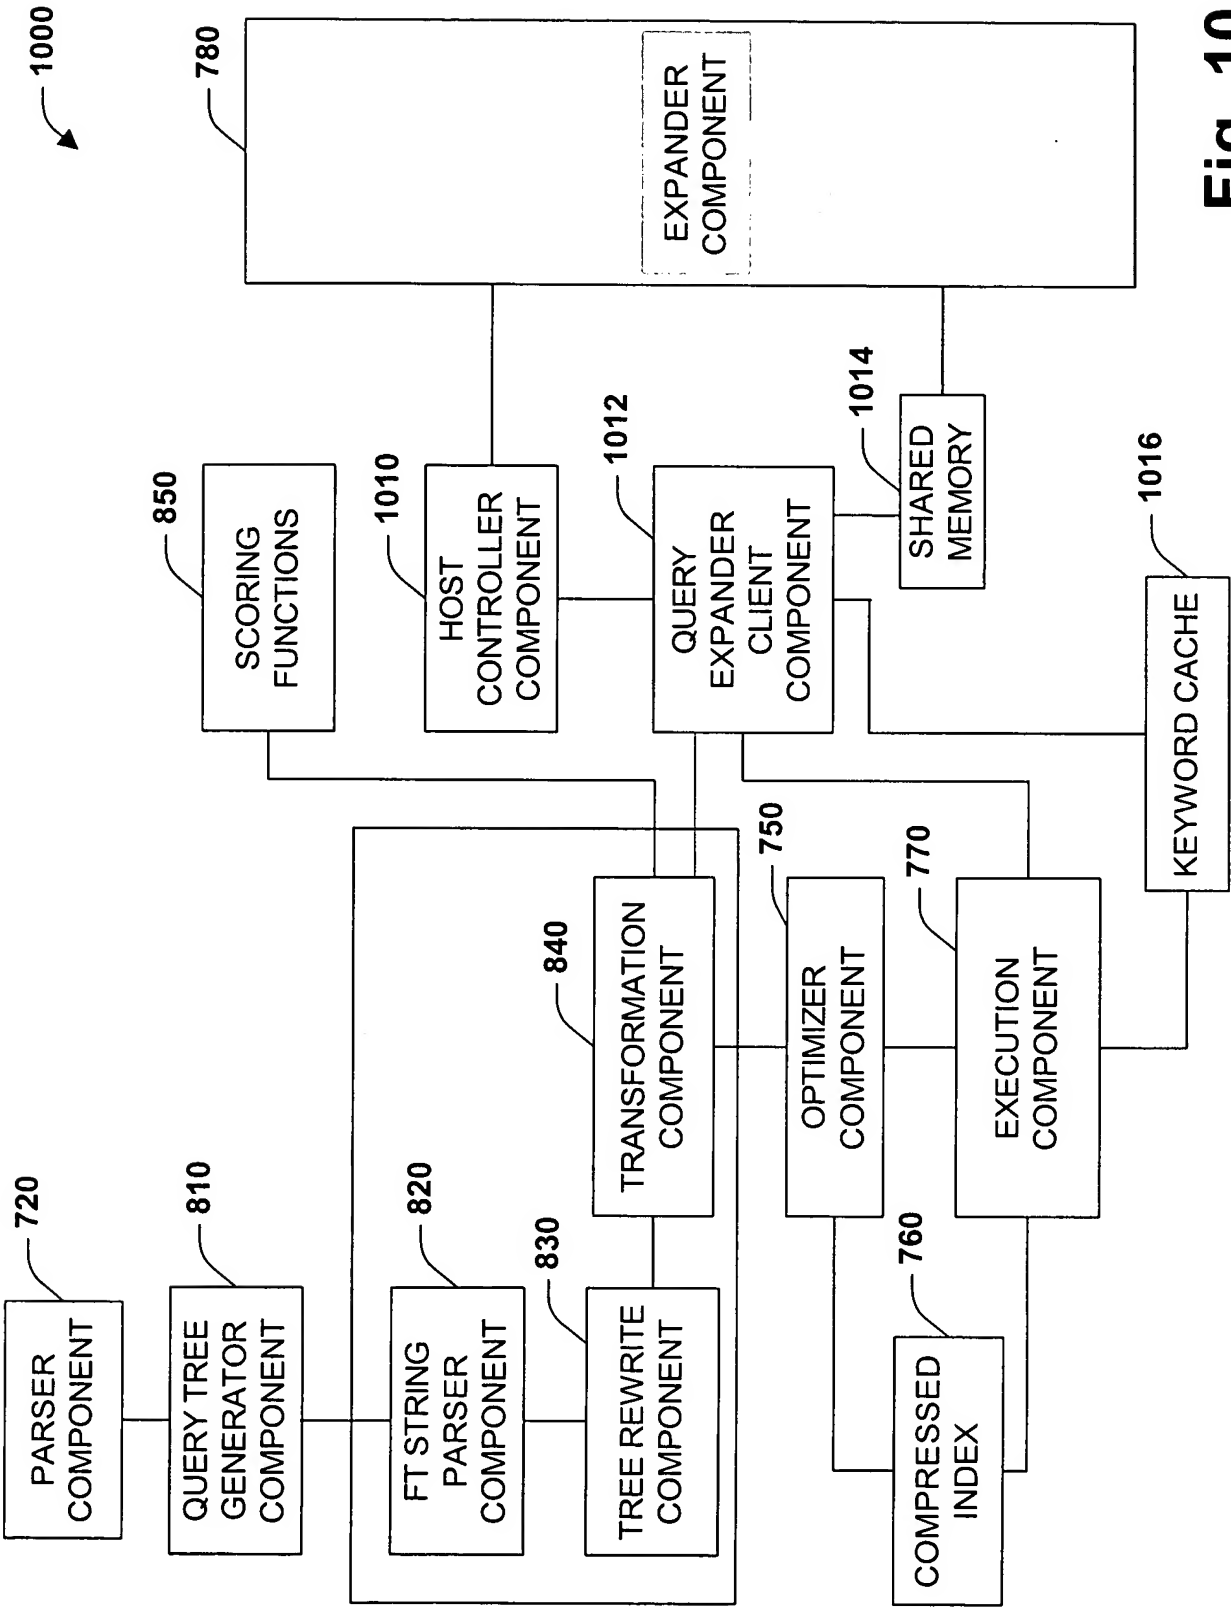 1000
780
EXPANDER
COMPONENT
850
SCORING
FUNCTIONS
1010
HOST
CONTROLLER
COMPONENT
1012
QUERY
EXPANDER
CLIENT
COMPONENT
1014
SHARED
MEMORY
1016
KEYWORD CACHE
720
PARSER
COMPONENT
810
QUERY TREE
GENERATOR
COMPONENT
820
FT STRING
PARSER
COMPONENT
830
TREE REWRITE
COMPONENT
840
TRANSFORMATION
COMPONENT
750
OPTIMIZER
COMPONENT
770
EXECUTION
COMPONENT
760
COMPRESSED
INDEX
Fig. 10